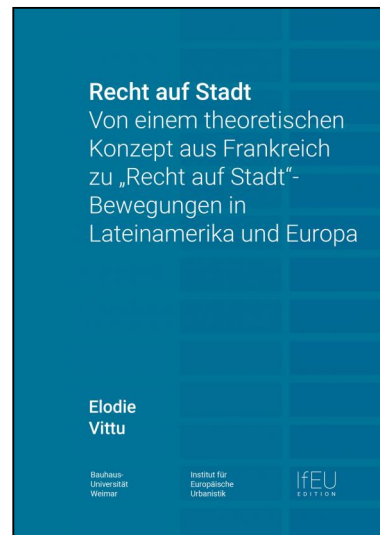 Recht auf Stadt
Von einem theoretischen
Konzept aus Frankreich
zu „Recht auf Stadt“-
Bewegungen in
Lateinamerika und Europa
Elodie
Vittu
Bauhaus-
Universität
Weimar
Institut für
Europäische
Urbanistik
IfEU
EDITION